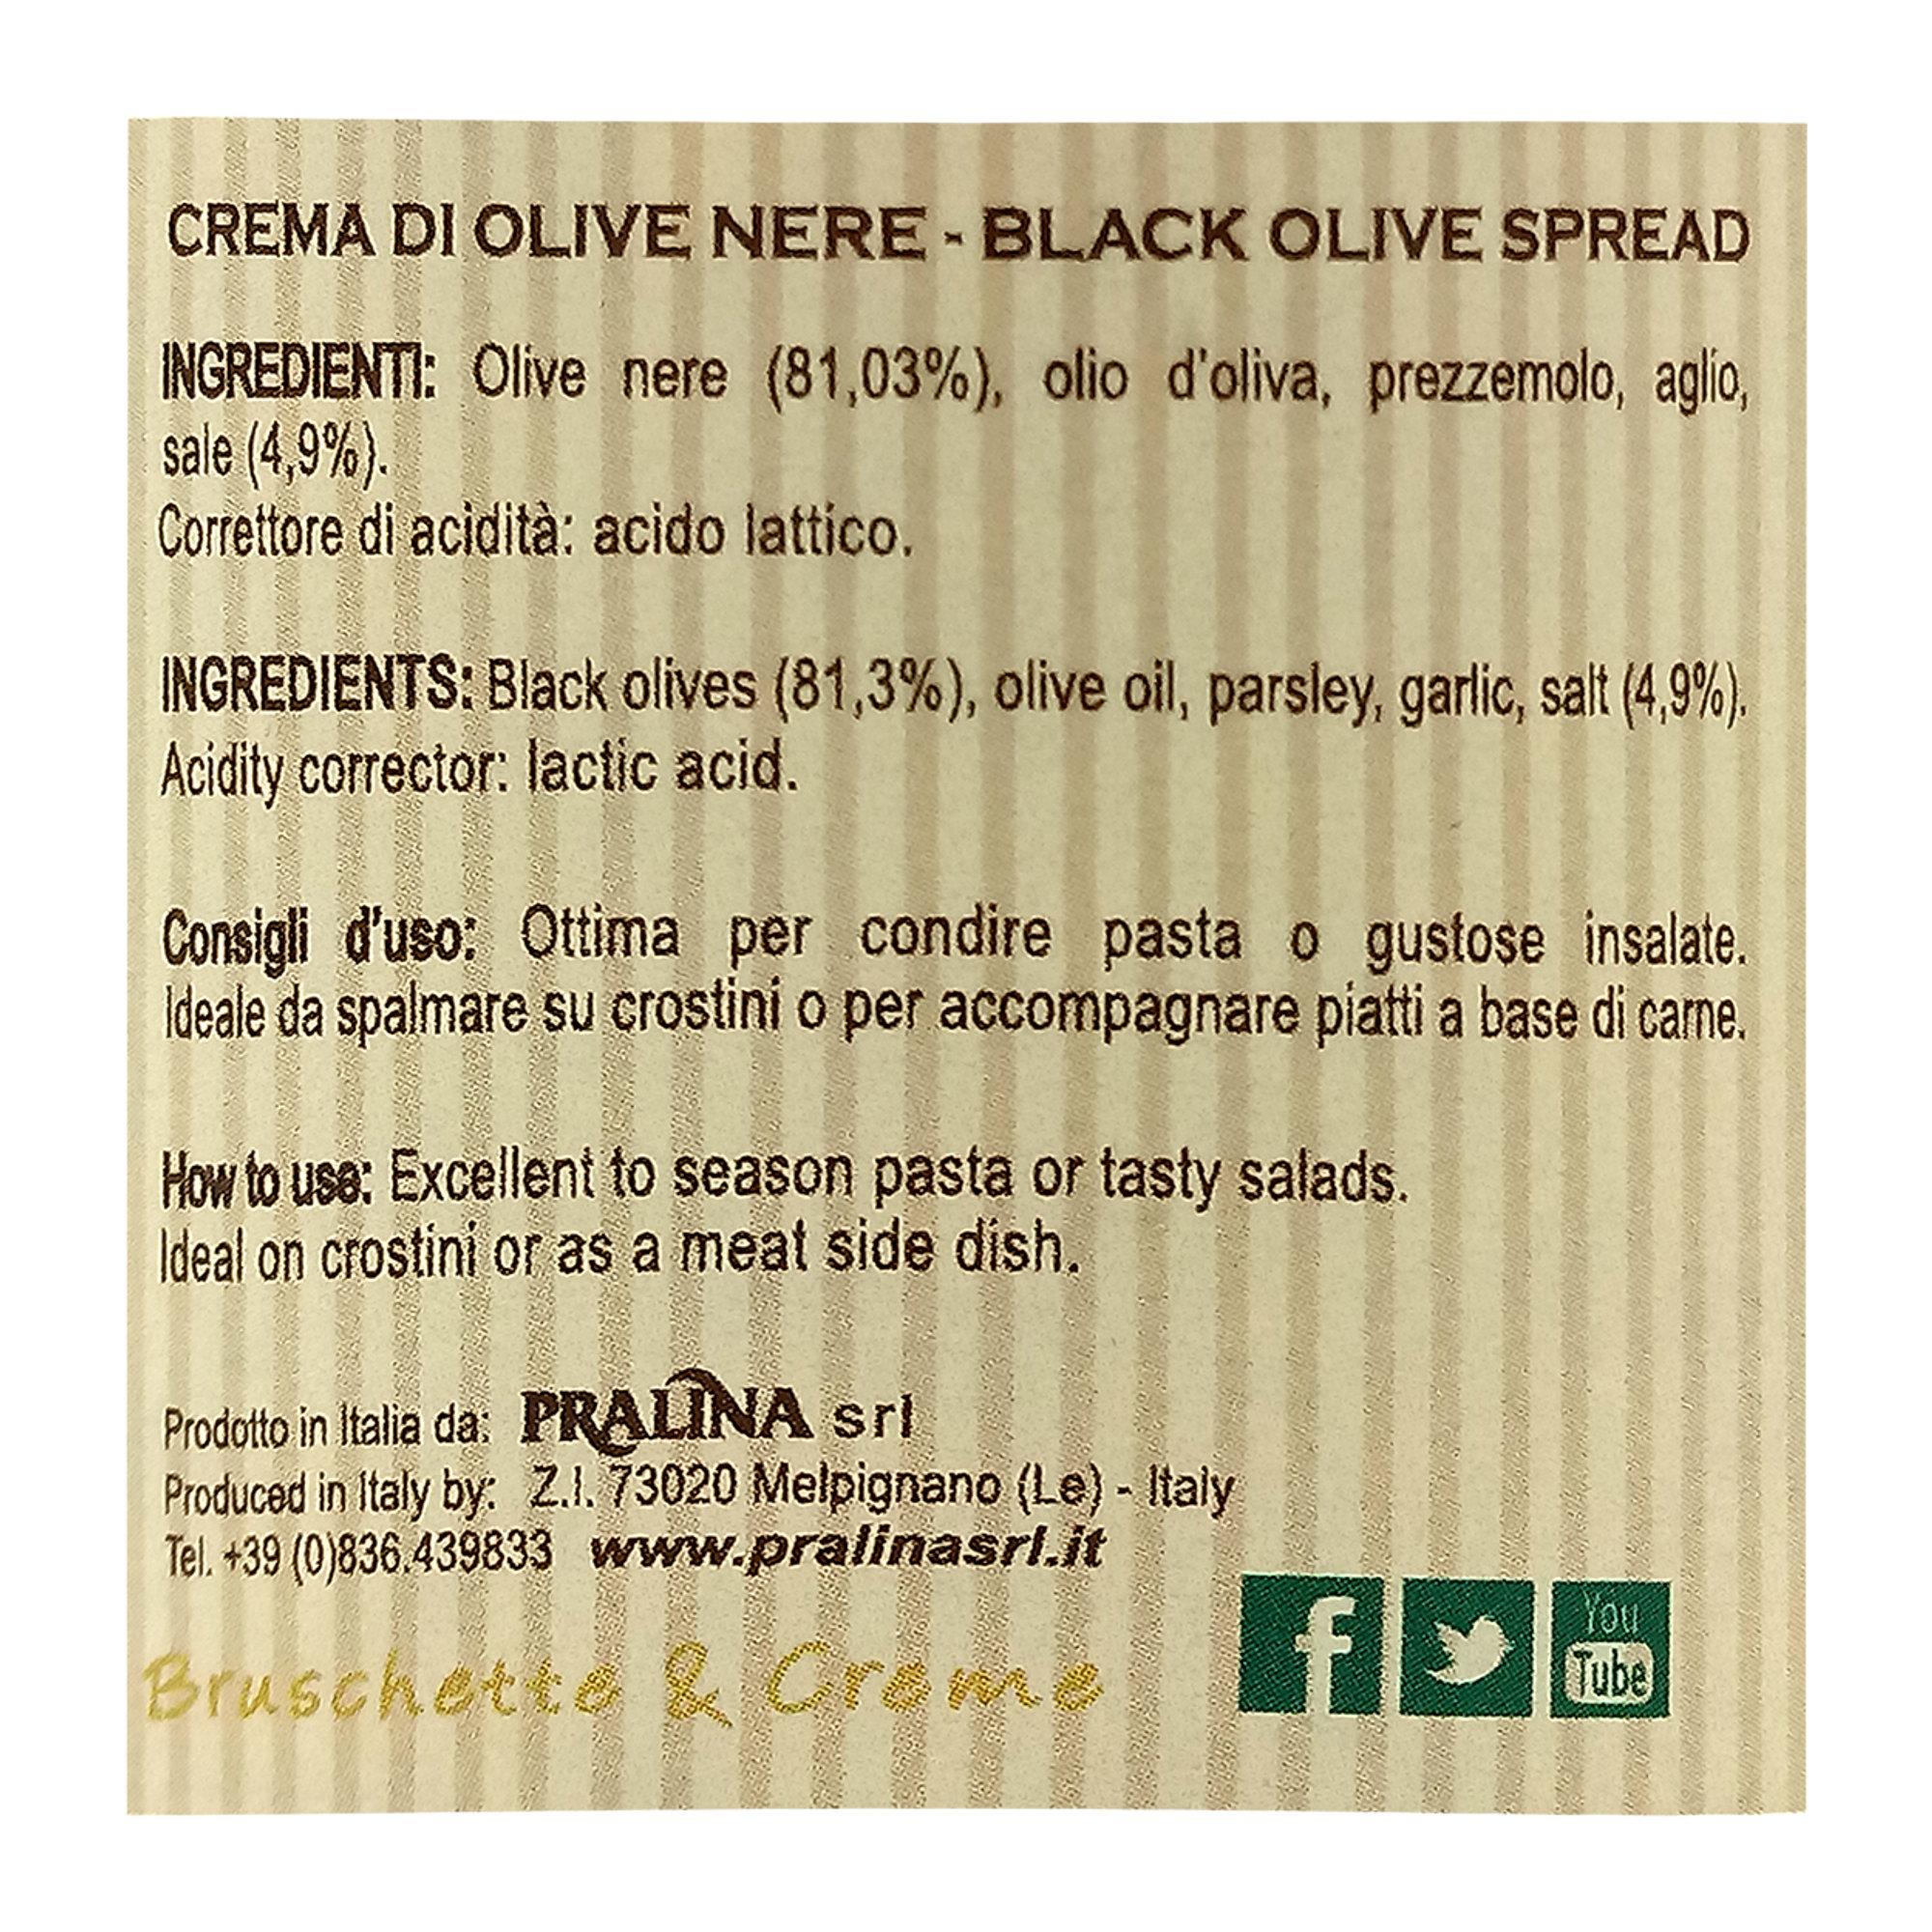 CREMA DI OLIVE NERE - BLACK OLIVE SPREAD
INGREDIENTI: Olive nere (81,03%), olio d'oliva, prezzemolo, aglio,
sale (4,9%).
Correttore di acidità: acido lattico.
INGREDIENTS: Black olives (81,3%), olive oil, parsley, garlic, salt (4,9%).
Acidity corrector: lactic acid.
Consigli d'uso: Ottima per condire pasta o gustose insalate.
Ideale da spalmare su crostini o per accompagnare piatti a base di carne.
How to use: Excellent to season pasta or tasty salads.
Ideal on crostini or as a meat side dish.
Prodotto in Italia da: PRALINA srl
Produced in Italy by: Z.I. 73020 Melpignano (Le) - Italy
Tel. +39 (0)836.439833 www.pralinasrl.it
Bruschette & Creme
f
You
Tube